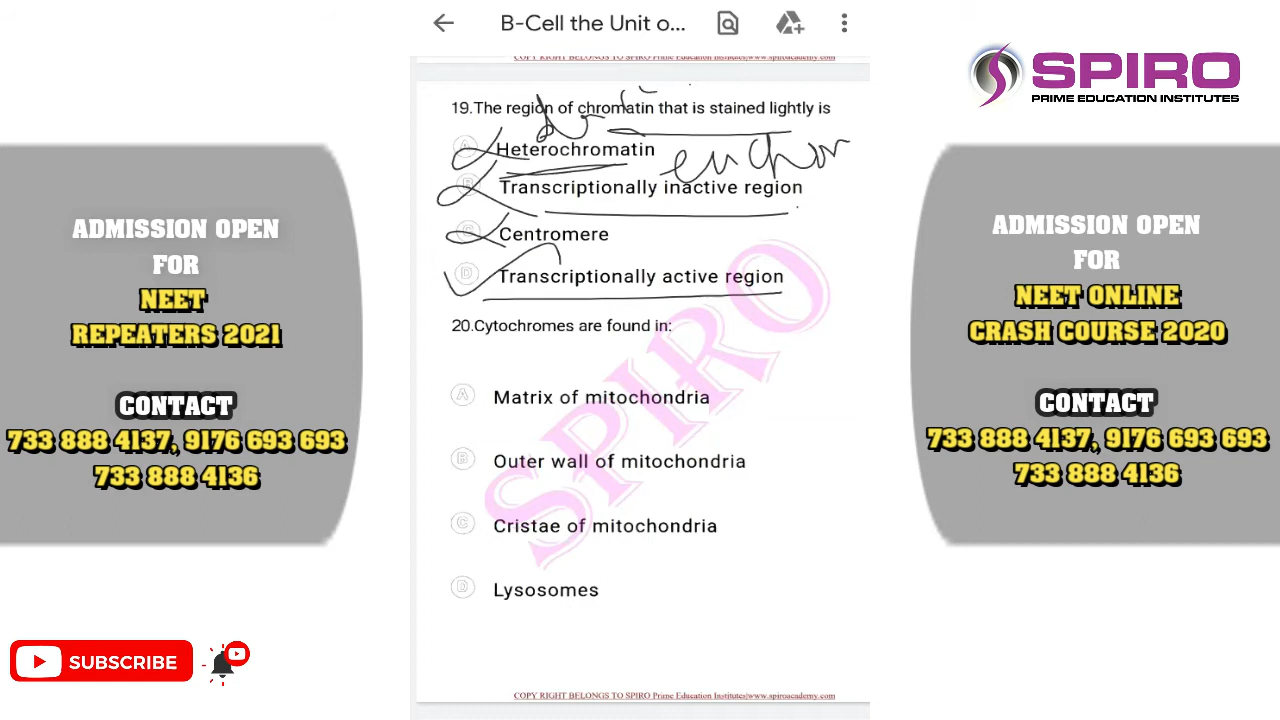 B-Cell the Unit o...
COPY RIGHT BELONGS TO SPIRO Prime Education Institutes|www.spiroacademy.com
SPIRO
PRIME EDUCATION INSTITUTES
19.The region of chromatin that is stained lightly is
A Heterochromatin
B Transcriptionally inactive region
C Centromere
D Transcriptionally active region
20.Cytochromes are found in:
A Matrix of mitochondria
B Outer wall of mitochondria
C Cristae of mitochondria
D Lysosomes
SPIRO
COPY RIGHT BELONGS TO SPIRO Prime Education Institutes|www.spiroacademy.com
ADMISSION OPEN
FOR
NEET
REPEATERS 2021
CONTACT
733 888 4137, 9176 693 693
733 888 4136
ADMISSION OPEN
FOR
NEET ONLINE
CRASH COURSE 2020
CONTACT
733 888 4137, 9176 693 693
733 888 4136
SUBSCRIBE